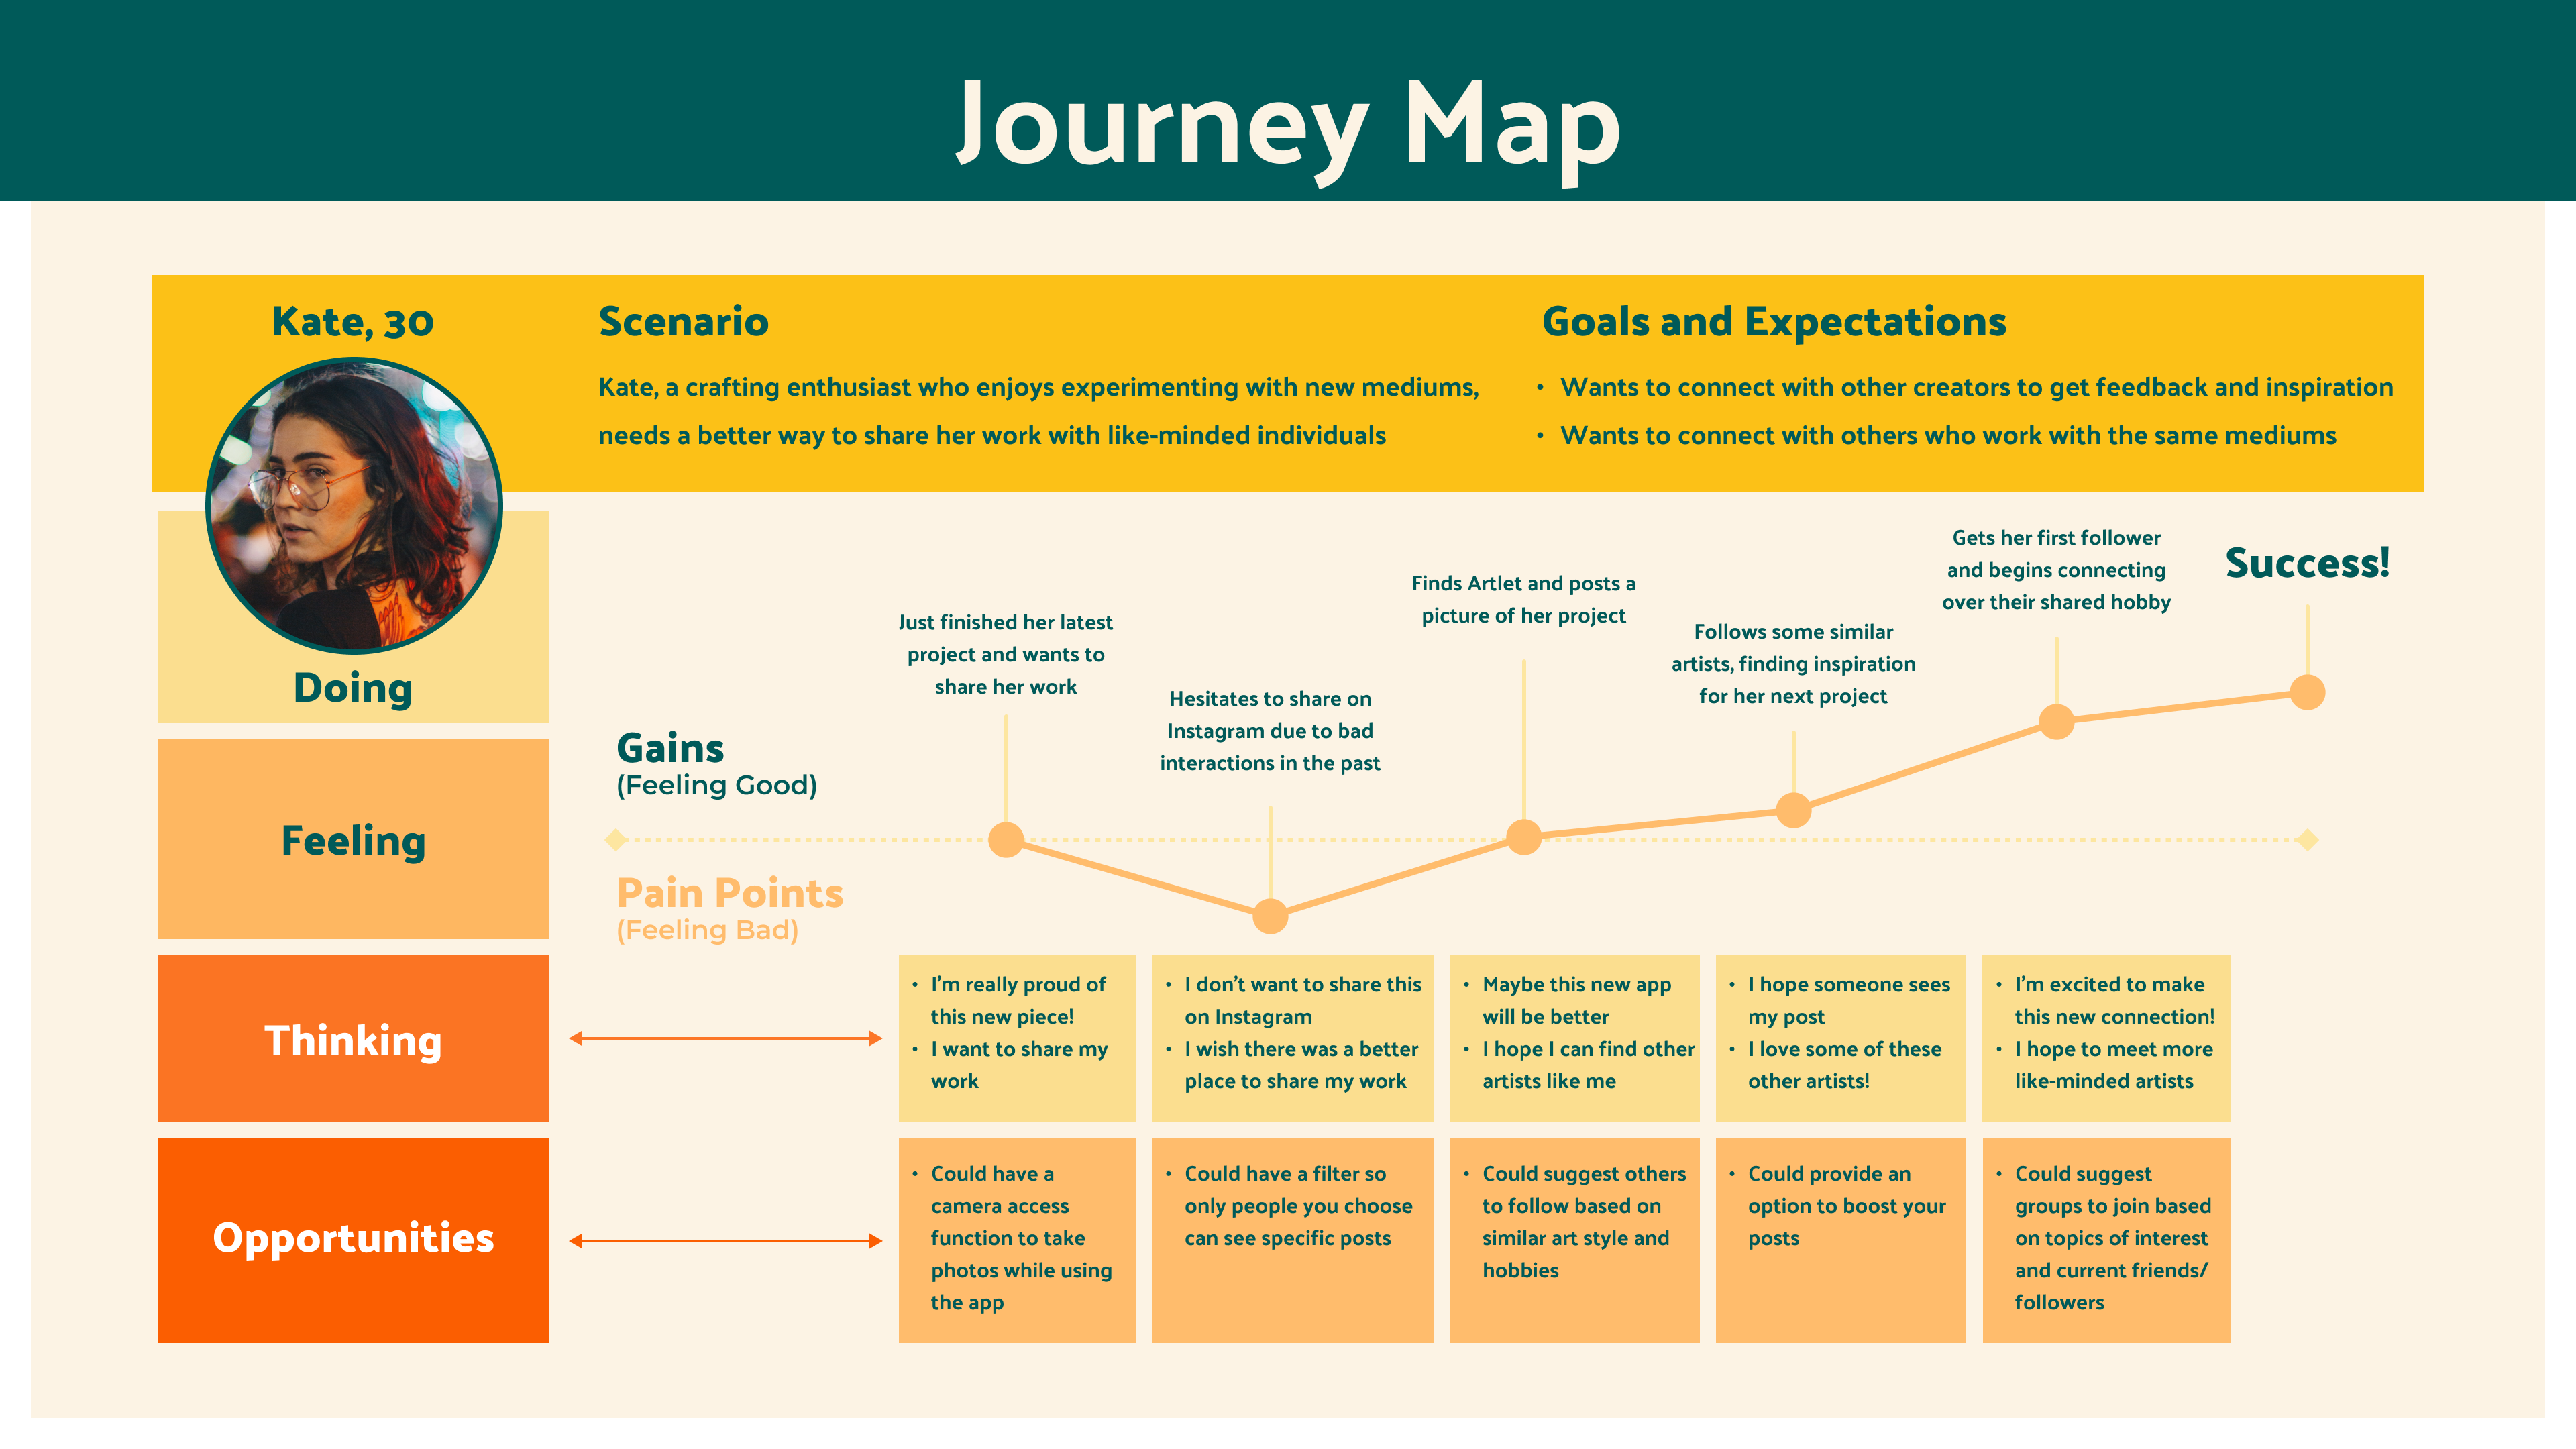 Journey Map
Kate, 30
Scenario
Kate, a crafting enthusiast who enjoys experimenting with new mediums,
needs a better way to share her work with like-minded individuals
Goals and Expectations
• Wants to connect with other creators to get feedback and inspiration
• Wants to connect with others who work with the same mediums
Doing
Just finished her latest
project and wants to
share her work
Hesitates to share on
Instagram due to bad
interactions in the past
Finds Artlet and posts a
picture of her project
Follows some similar
artists, finding inspiration
for her next project
Gets her first follower
and begins connecting
over their shared hobby
Success!
Feeling
Gains
(Feeling Good)
Pain Points
(Feeling Bad)
Thinking
• I'm really proud of
this new piece!
• I want to share my
work
• I don't want to share this
on Instagram
• I wish there was a better
place to share my work
• Maybe this new app
will be better
• I hope I can find other
artists like me
• I hope someone sees
my post
• I love some of these
other artists!
• I'm excited to make
this new connection!
• I hope to meet more
like-minded artists
Opportunities
• Could have a
camera access
function to take
photos while using
the app
• Could have a filter so
only people you choose
can see specific posts
• Could suggest others
to follow based on
similar art style and
hobbies
• Could provide an
option to boost your
posts
• Could suggest
groups to join based
on topics of interest
and current friends/
followers